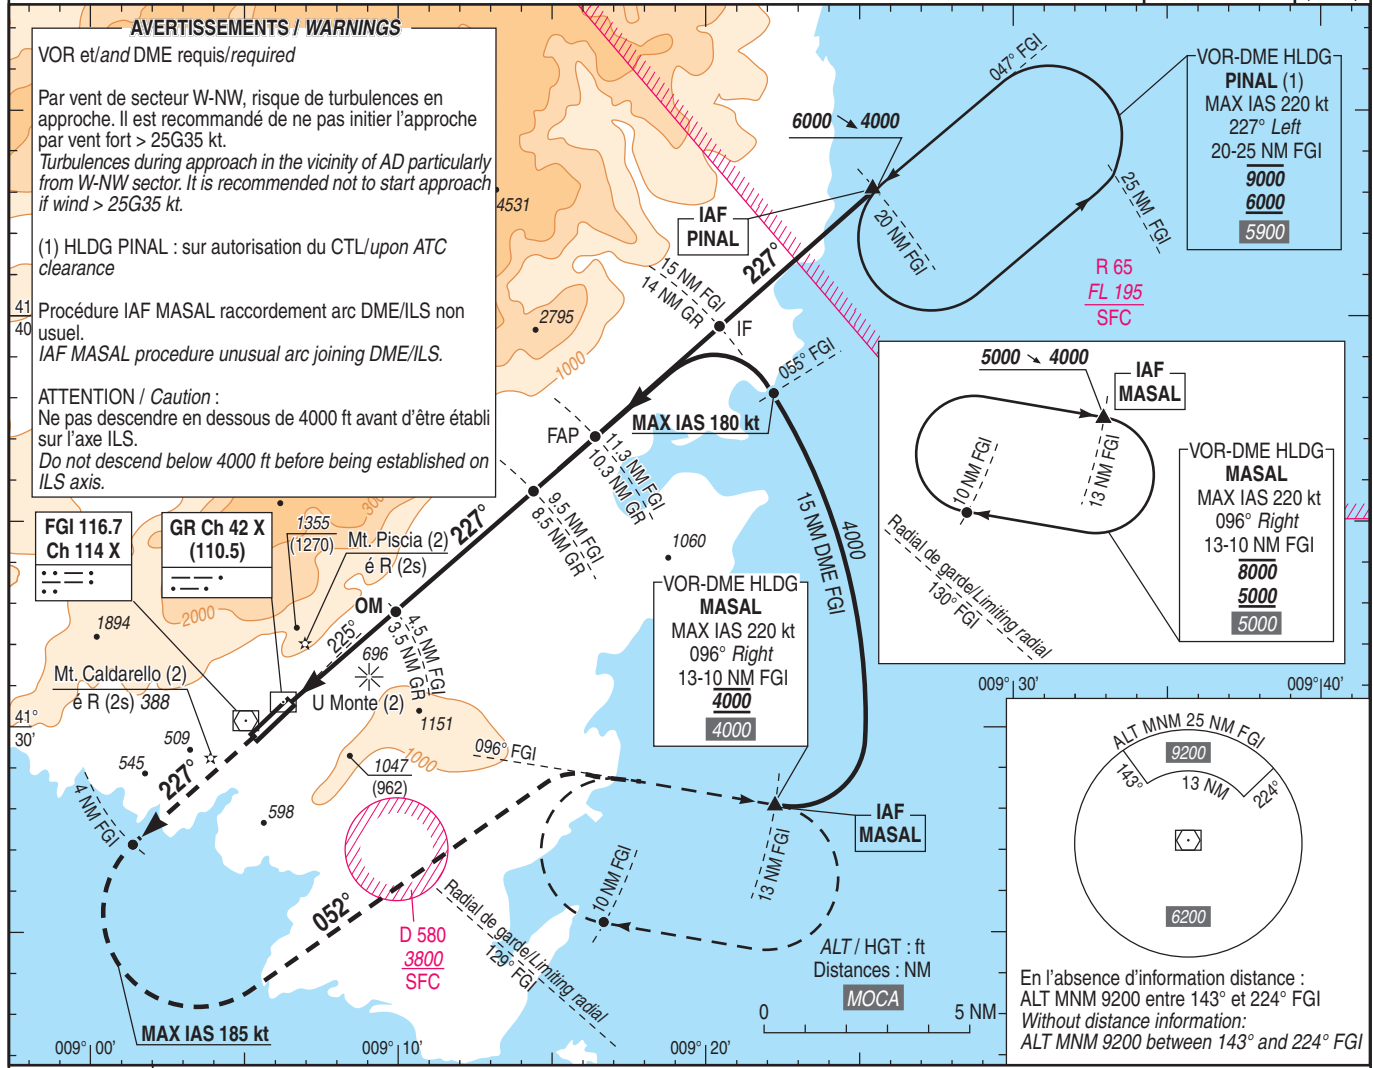 AVERTISSEMENTS / WARNINGS
VOR et/and DME requis/required
Par vent de secteur W-NW, risque de turbulences en
approche. Il est recommandé de ne pas initier l'approche
par vent fort > 25G35 kt.
Turbulences during approach in the vicinity of AD particularly
from W-NW sector. It is recommended not to start approach
if wind > 25G35 kt.
(1) HLDG PINAL : sur autorisation du CTL/upon ATC
clearance
Procédure IAF MASAL raccordement arc DME/ILS non
usuel.
IAF MASAL procedure unusual arc joining DME/ILS.
ATTENTION / Caution :
Ne pas descendre en dessous de 4000 ft avant d'être établi
sur l'axe ILS.
Do not descend below 4000 ft before being established on
ILS axis.
4531
2795
1000
41
40
6000 ↘ 4000
047° FGI
VOR-DME HLDG
PINAL (1)
MAX IAS 220 kt
227° Left
20-25 NM FGI
9000
6000
5900
25 NM FGI
20 NM FGI
IAF
PINAL
227°
15 NM FGI
14 NM GR
IF
R 65
FL 195
SFC
055° FGI
MAX IAS 180 kt
FAP
11.3 NM FGI
10.3 NM GR
9.5 NM FGI
8.5 NM GR
227°
5000 ↘ 4000
IAF
MASAL
10 NM FGI
13 NM FGI
Radial de garde/Limiting radial
130° FGI
VOR-DME HLDG
MASAL
MAX IAS 220 kt
096° Right
13-10 NM FGI
8000
5000
5000
FGI 116.7
Ch 114 X
GR Ch 42 X
(110.5)
300
1355
(1270)
Mt. Piscia (2)
é R (2s)
2000
1894
OM
4.5 NM FGI
3.5 NM GR
225°
696
1060
15 NM DME FGI
4000
VOR-DME HLDG
MASAL
MAX IAS 220 kt
096° Right
13-10 NM FGI
4000
4000
Mt. Caldarello (2)
é R (2s) 388
U Monte (2)
1151
41°
30'
509
545
227°
4 NM FGI
1047
(962)
1000
598
096° FGI
IAF
MASAL
13 NM FGI
10 NM FGI
052°
D 580
3800
SFC
Radial de garde/Limiting radial
129° FGI
MAX IAS 185 kt
ALT / HGT : ft
Distances : NM
MOCA
0
5 NM
009° 00'
009° 10'
009° 20'
009° 30'
009° 40'
ALT MNM 25 NM FGI
9200
143°
13 NM
224°
6200
En l'absence d'information distance :
ALT MNM 9200 entre 143° et 224° FGI
Without distance information:
ALT MNM 9200 between 143° and 224° FGI